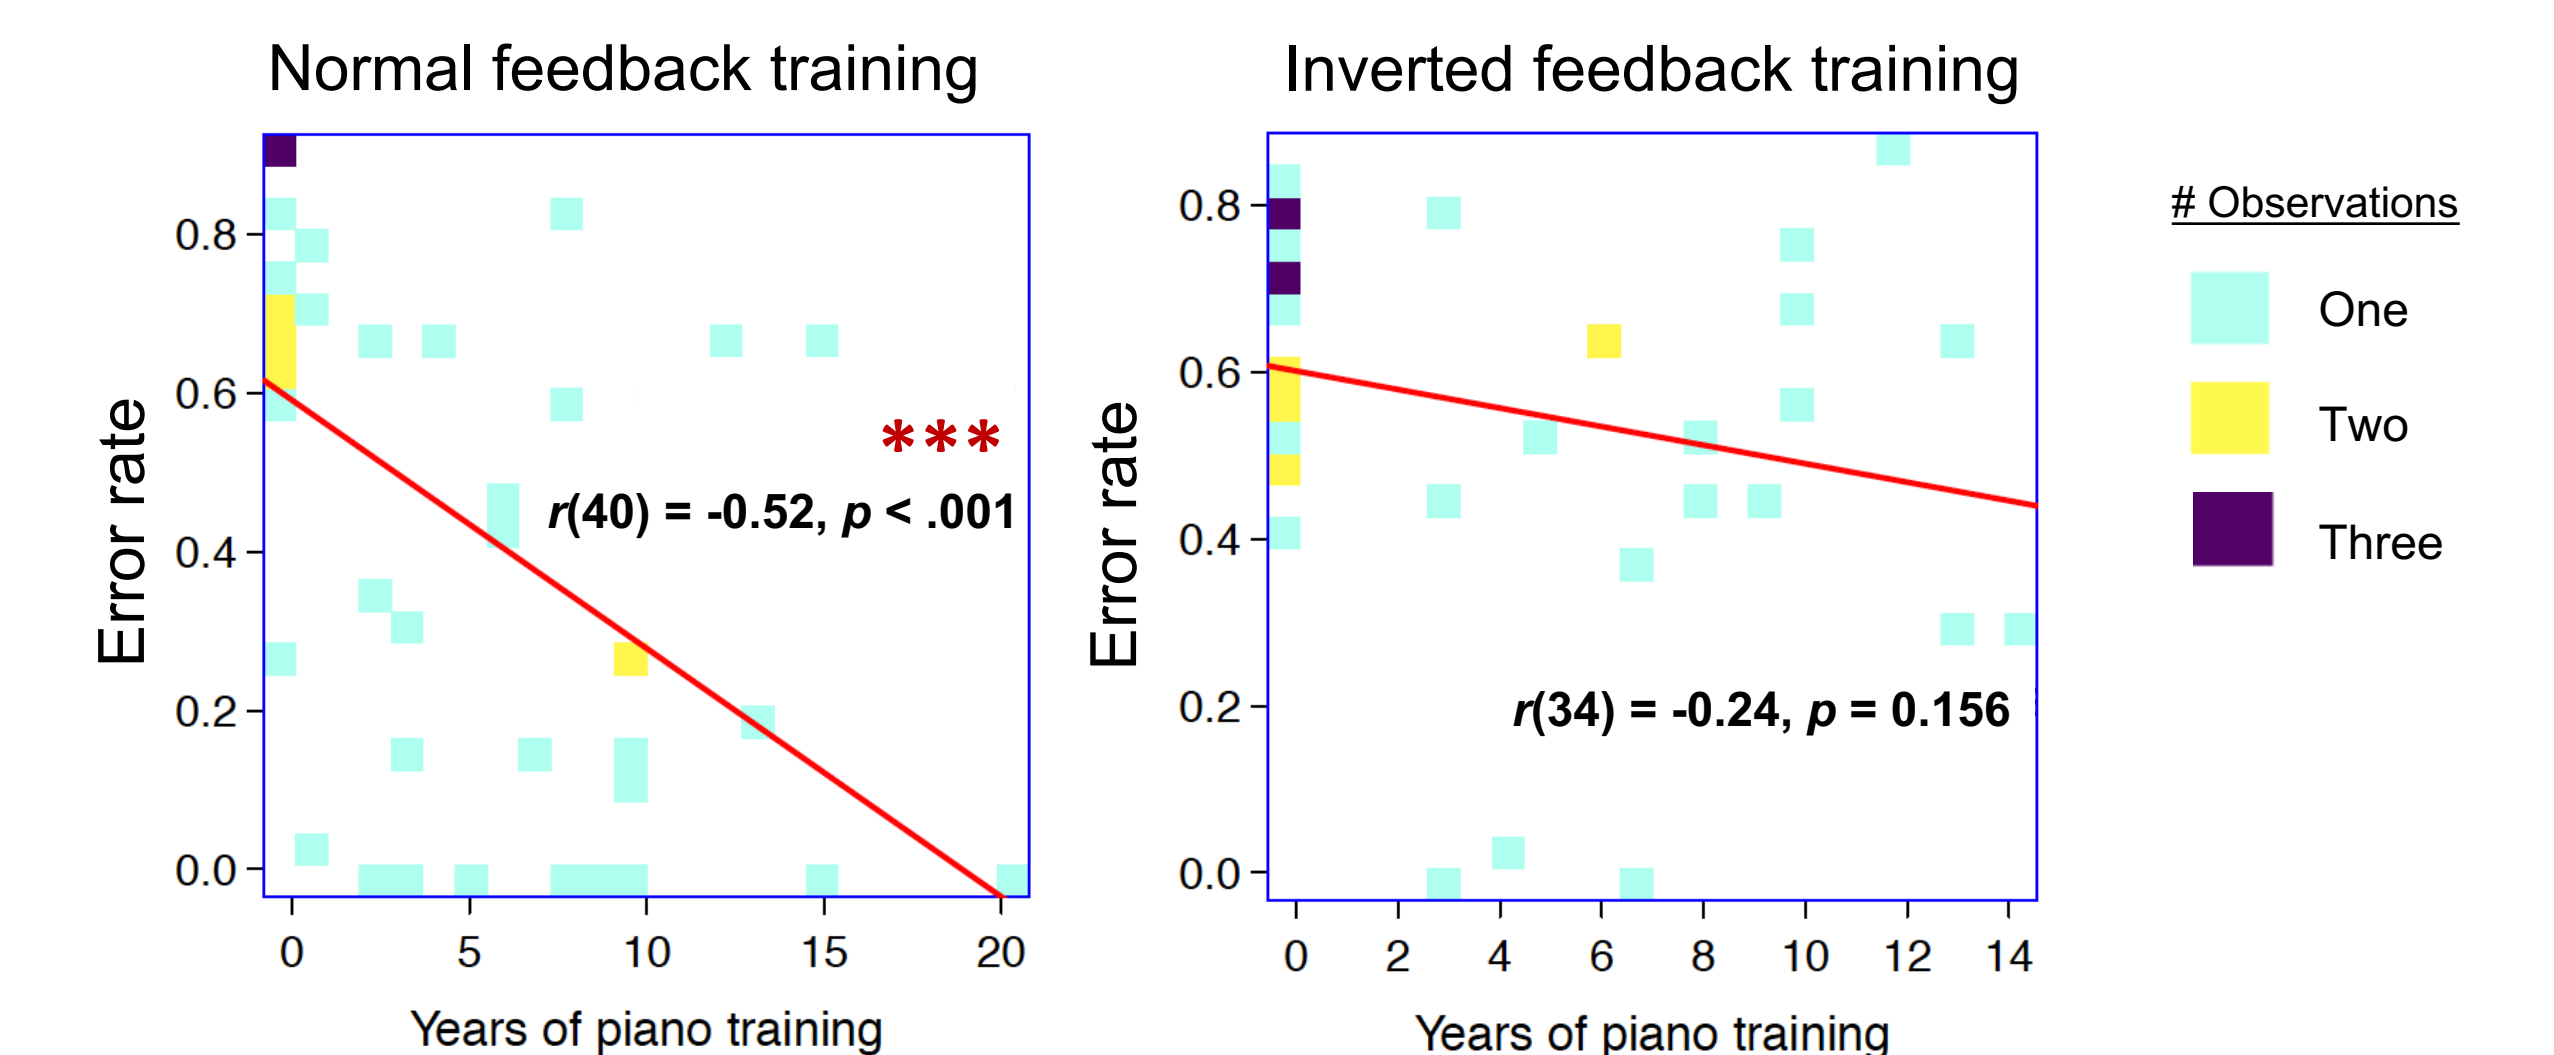 Normal feedback training
Error rate
0.8
0.6
0.4
0.2
0.0
***
r(40) = -0.52, p < .001
0 5 10 15 20
Years of piano training
Inverted feedback training
Error rate
0.8
0.6
0.4
0.2
0.0
r(34) = -0.24, p = 0.156
0 2 4 6 8 10 12 14
Years of piano training
# Observations
One
Two
Three